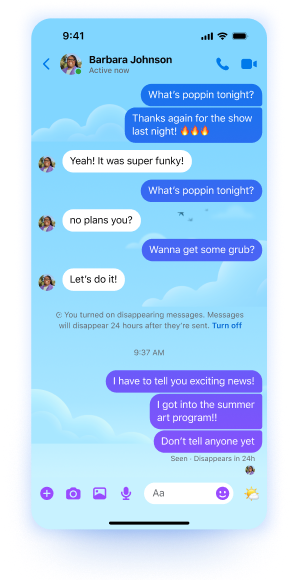 9:41
Barbara Johnson
Active now
What's poppin tonight?
Thanks again for the show
last night! 🔥🔥🔥
Yeah! It was super funky!
What's poppin tonight?
no plans you?
Wanna get some grub?
Let's do it!
You turned on disappearing messages. Messages
will disappear 24 hours after they're sent. Turn off
9:37 AM
I have to tell you exciting news!
I got into the summer
art program!!
Don't tell anyone yet
Seen · Disappears in 24h
Aa